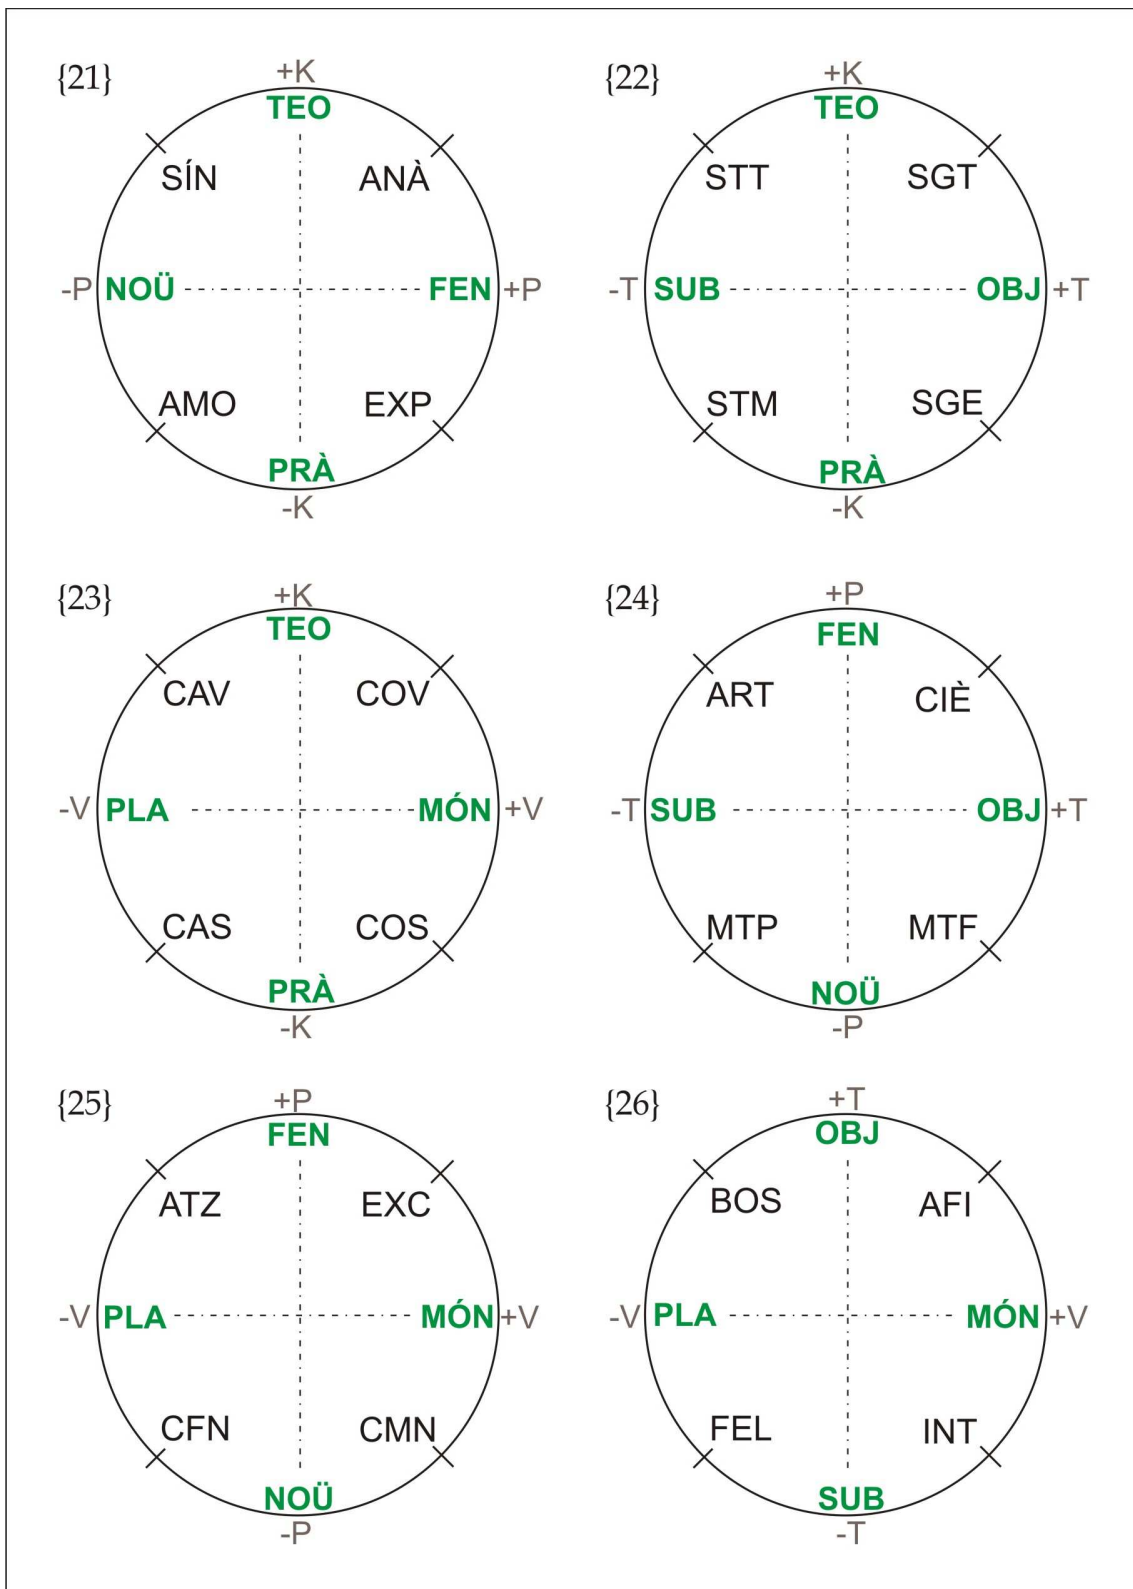 {21}
+K
TEO
SÍN ANÀ
-P NOÜ FEN +P
AMO EXP
PRÀ
-K
{22}
+K
TEO
STT SGT
-T SUB OBJ +T
STM SGE
PRÀ
-K
{23}
+K
TEO
CAV COV
-V PLA MÓN +V
CAS COS
PRÀ
-K
{24}
+P
FEN
ART CIÈ
-T SUB OBJ +T
MTP MTF
NOÜ
-P
{25}
+P
FEN
ATZ EXC
-V PLA MÓN +V
CFN CMN
NOÜ
-P
{26}
+T
OBJ
BOS AFI
-V PLA MÓN +V
FEL INT
SUB
-T